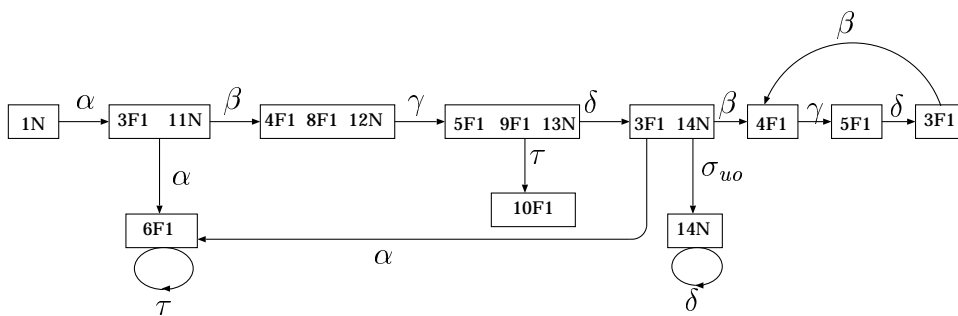 β
α β γ δ β γ δ
1N 3F1 11N 4F1 8F1 12N 5F1 9F1 13N 3F1 14N 4F1 5F1 3F1
α τ σuo
10F1
6F1 14N
α
τ δ